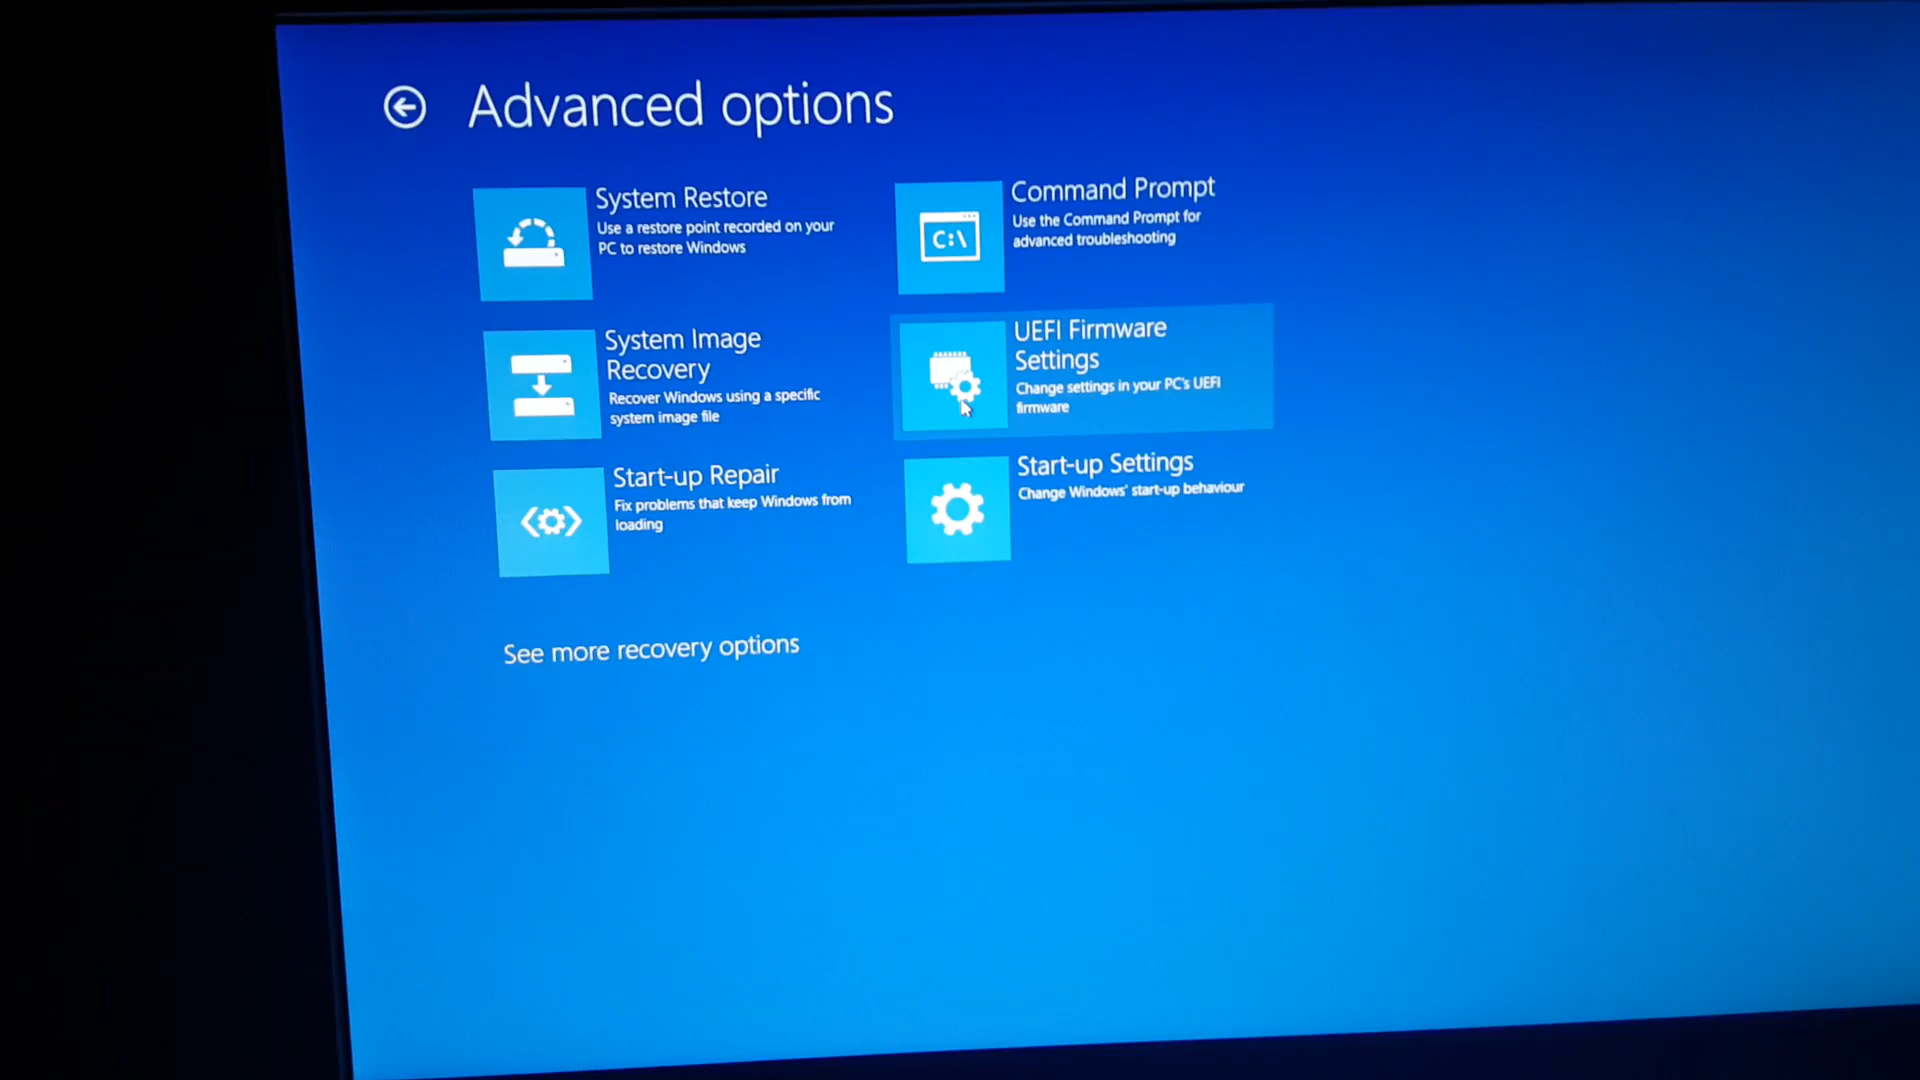 Advanced options
System Restore
Use a restore point recorded on your
PC to restore Windows
System Image
Recovery
Recover Windows using a specific
system image file
Start-up Repair
Fix problems that keep Windows from
loading
C:\
Command Prompt
Use the Command Prompt for
advanced troubleshooting
UEFI Firmware
Settings
Change settings in your PC's UEFI
firmware
Start-up Settings
Change Windows' start-up behaviour
See more recovery options